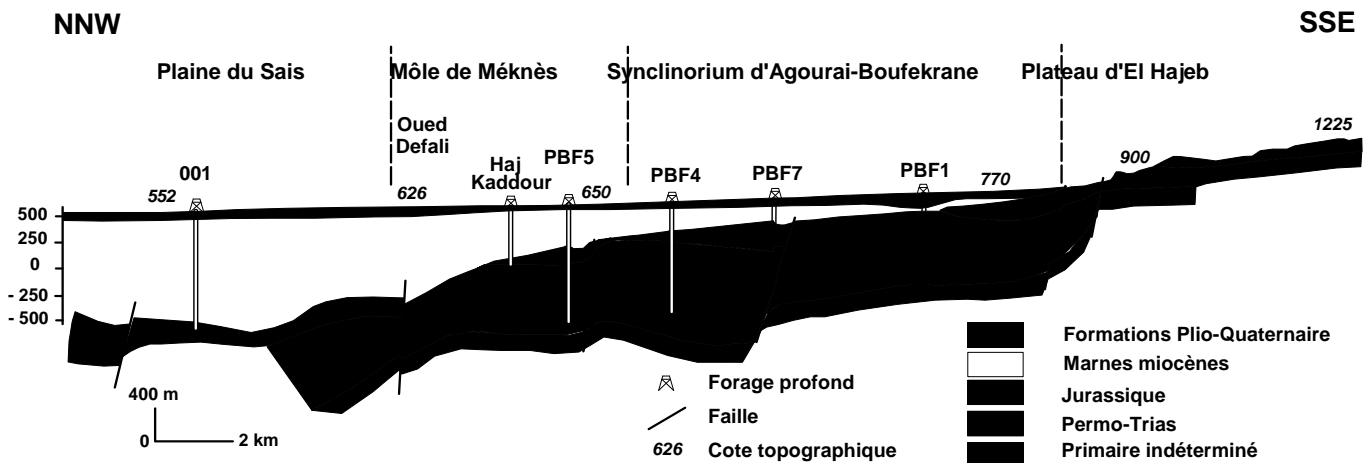 NNW SSE
Plaine du Sais Môle de Méknès Synclinorium d'Agourai-Boufekrane Plateau d'El Hajeb
Oued
Defali
Haj
Kaddour
001 PBF5 PBF4 PBF7 PBF1
552 626 650 770 900 1225
500
250
0
- 250
- 500
400 m
0 2 km
Forage profond
Faille
626 Cote topographique
Formations Plio-Quaternaire
Marnes miocènes
Jurassique
Permo-Trias
Primaire indéterminé